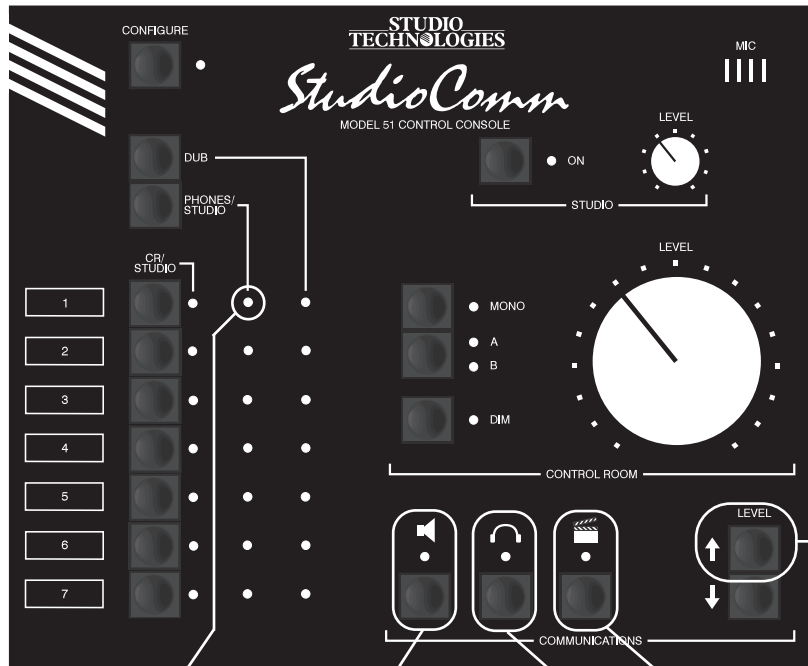 CONFIGURE
STUDIO
TECHNOLOGIES
StudioComm
MODEL 51 CONTROL CONSOLE
MIC
DUB
PHONES/
STUDIO
CR/
STUDIO
ON
LEVEL
STUDIO
1
2
3
4
5
6
7
MONO
A
B
DIM
LEVEL
CONTROL ROOM
LEVEL
COMMUNICATIONS